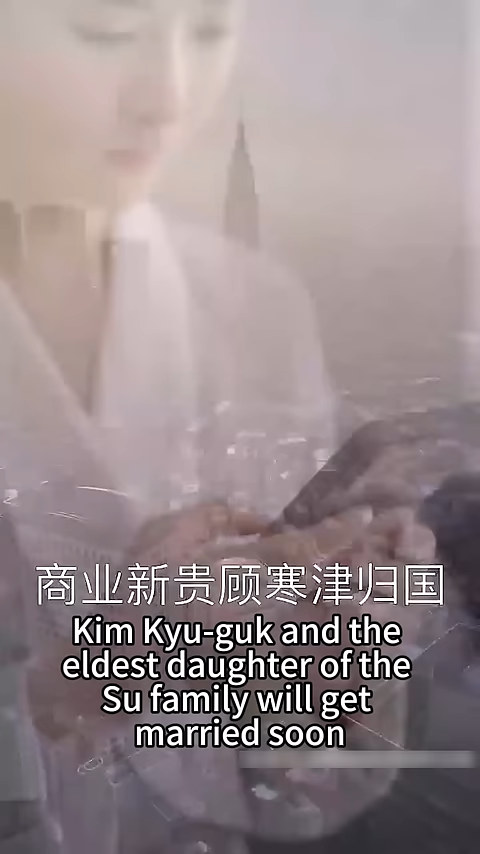 商业新贵顾寒津归国
Kim Kyu-guk and the
eldest daughter of the
Su family will get
married soon